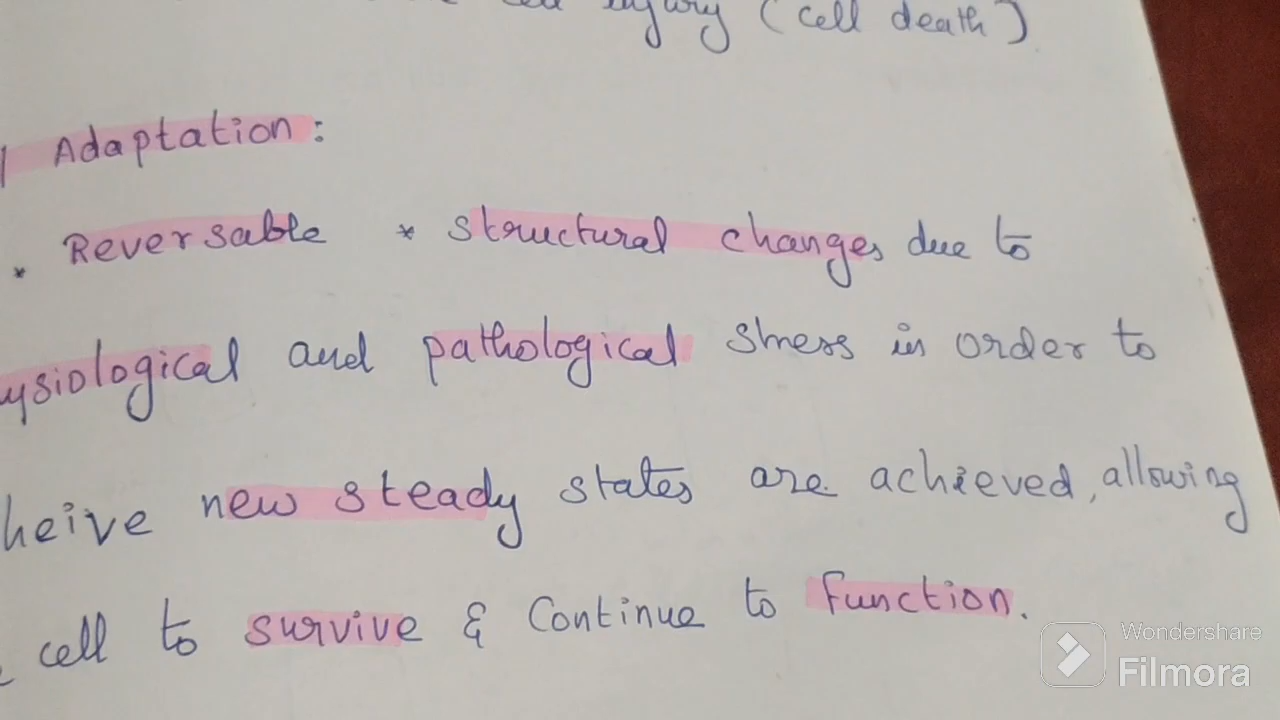 injury (cell death)
Adaptation:
* Reversable * structural changes due to
ysiological and pathological stress in order to
heive new steady states are achieved, allowing
cell to survive & Continue to function.
Wondershare
Filmora